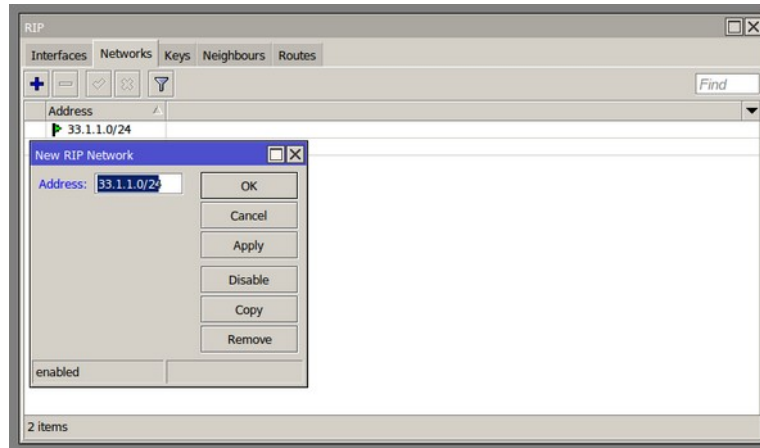 RIP
Interfaces Networks Keys Neighbours Routes
Find
Address
33.1.1.0/24
New RIP Network
Address: 33.1.1.0/24 OK
Cancel
Apply
Disable
Copy
Remove
enabled
2 items